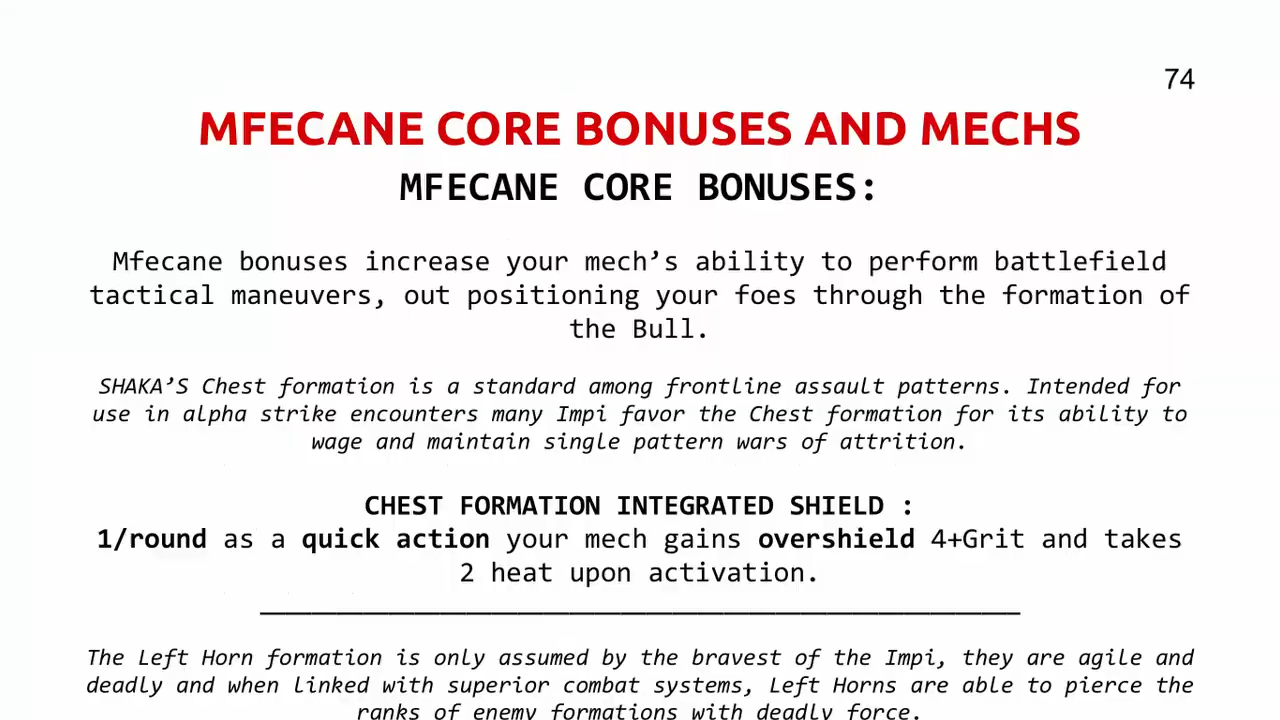 74
MFECANE CORE BONUSES AND MECHS
MFECANE CORE BONUSES:
Mfecane bonuses increase your mech’s ability to perform battlefield
tactical maneuvers, out positioning your foes through the formation of
the Bull.
SHAKA’S Chest formation is a standard among frontline assault patterns. Intended for
use in alpha strike encounters many Impi favor the Chest formation for its ability to
wage and maintain single pattern wars of attrition.
CHEST FORMATION INTEGRATED SHIELD :
1/round as a quick action your mech gains overshield 4+Grit and takes
2 heat upon activation.
The Left Horn formation is only assumed by the bravest of the Impi, they are agile and
deadly and when linked with superior combat systems, Left Horns are able to pierce the
ranks of enemy formations with deadly force.